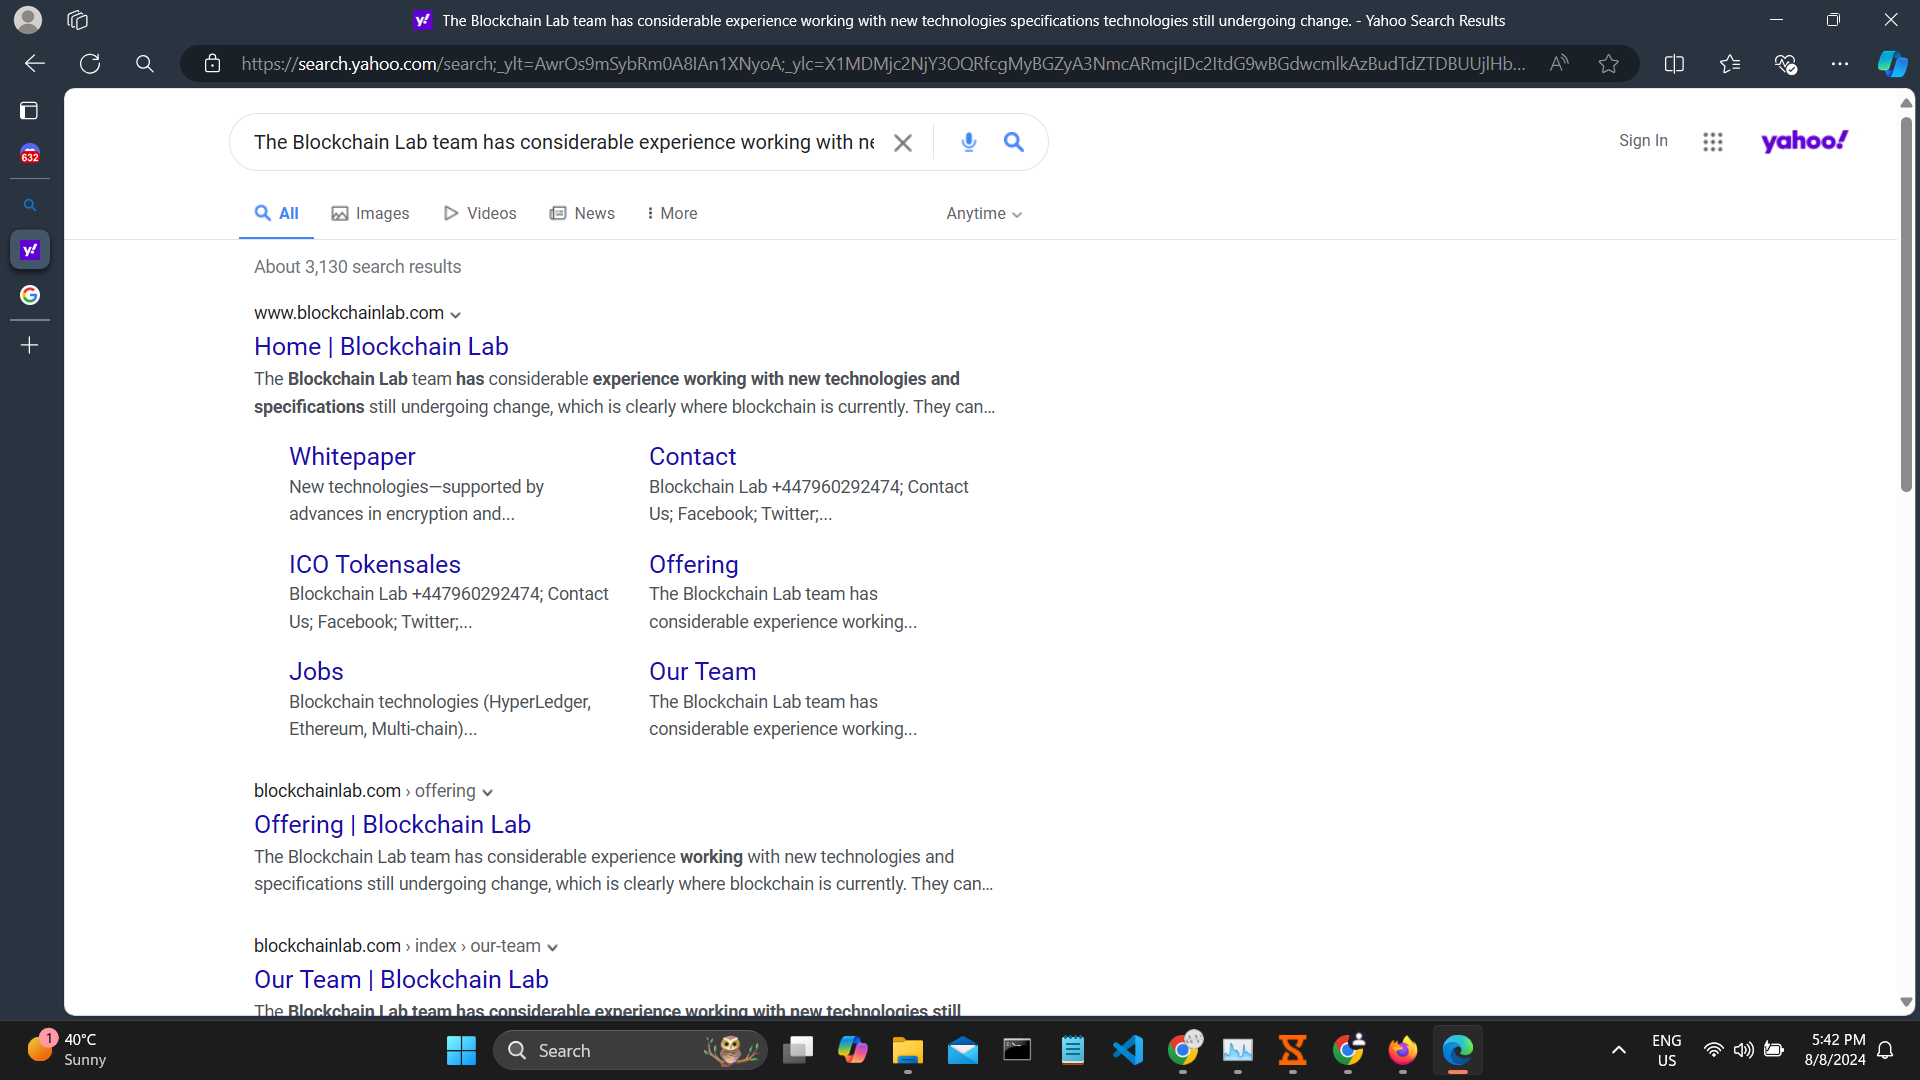 The Blockchain Lab team has considerable experience working with new technologies specifications technologies still undergoing change. - Yahoo Search Results
https://search.yahoo.com/search;_ylt=AwrOs9mSybRm0A8IAn1XNyoA;_ylc=X1MDMjc2NjY3OQRfcgMyBGZyA3NmcARmcjIDc2ItdG9wBGdwcmlkAzBudTdZTDBUUjlHb...
632
The Blockchain Lab team has considerable experience working with ne
Sign In
yahoo!
All Images Videos News More Anytime
About 3,130 search results
www.blockchainlab.com
Home | Blockchain Lab
The Blockchain Lab team has considerable experience working with new technologies and
specifications still undergoing change, which is clearly where blockchain is currently. They can...
Whitepaper
New technologies—supported by
advances in encryption and...
Contact
Blockchain Lab +447960292474; Contact
Us; Facebook; Twitter;...
ICO Tokensales
Blockchain Lab +447960292474; Contact
Us; Facebook; Twitter;...
Offering
The Blockchain Lab team has
considerable experience working...
Jobs
Blockchain technologies (HyperLedger,
Ethereum, Multi-chain)...
Our Team
The Blockchain Lab team has
considerable experience working...
blockchainlab.com › offering
Offering | Blockchain Lab
The Blockchain Lab team has considerable experience working with new technologies and
specifications still undergoing change, which is clearly where blockchain is currently. They can...
blockchainlab.com › index › our-team
Our Team | Blockchain Lab
The Blockchain Lab team has considerable experience working with new technologies still
1
40°C
Sunny
Search
ENG
US
5:42 PM
8/8/2024